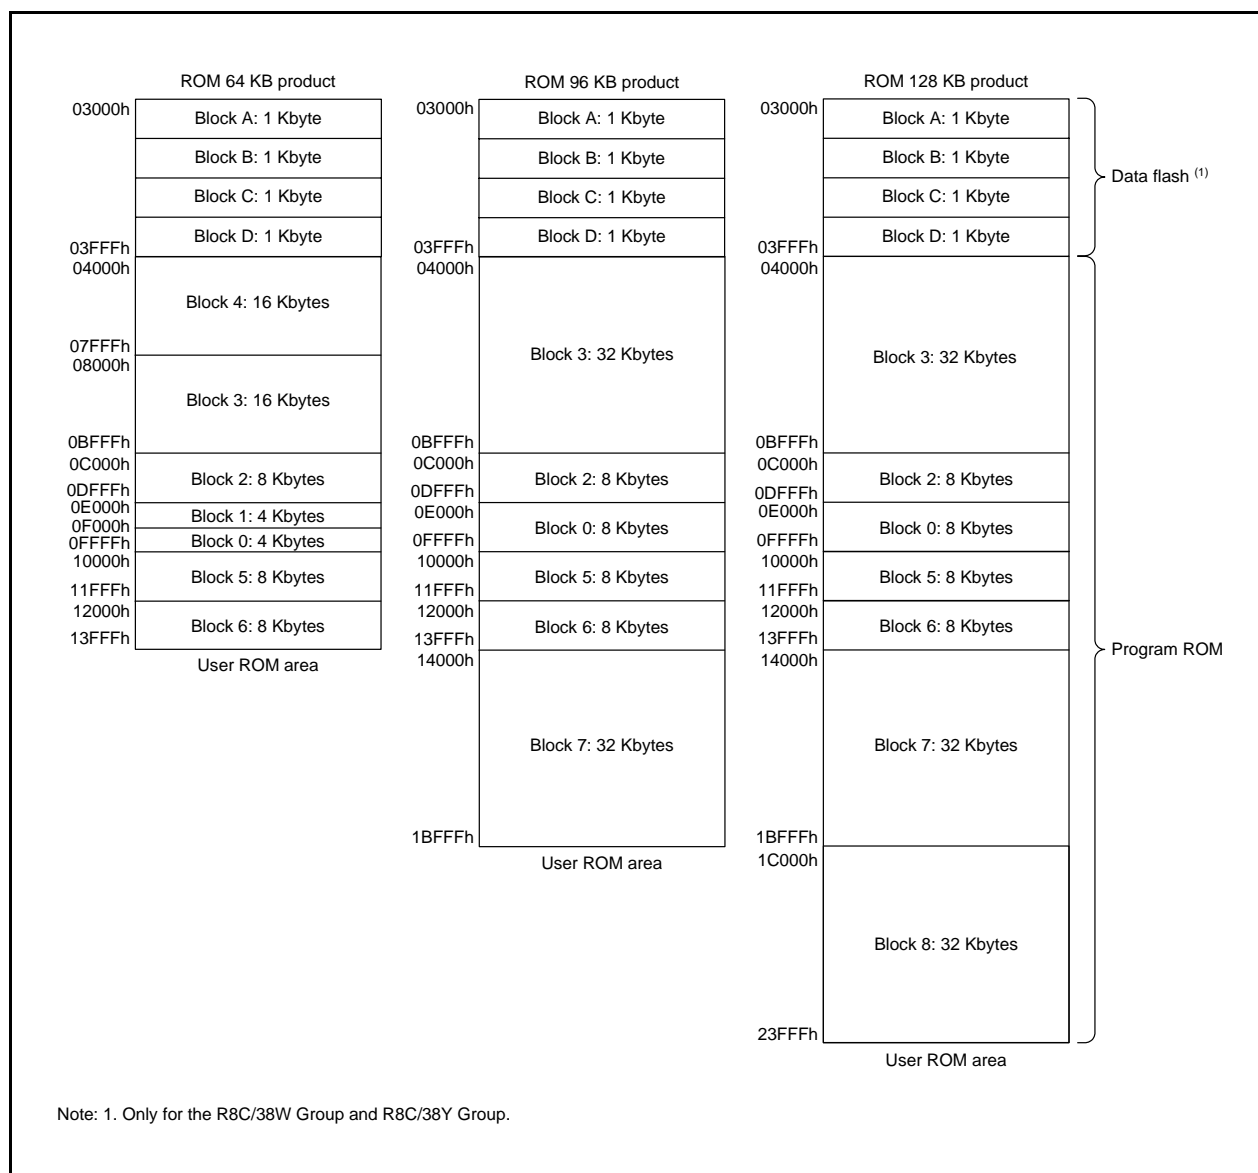 ROM 64 KB product
03000h
Block A: 1 Kbyte
Block B: 1 Kbyte
Block C: 1 Kbyte
Block D: 1 Kbyte
03FFFh
04000h
Block 4: 16 Kbytes
07FFFh
08000h
Block 3: 16 Kbytes
0BFFFh
0C000h
Block 2: 8 Kbytes
0DFFFh
0E000h
Block 1: 4 Kbytes
0F000h
Block 0: 4 Kbytes
0FFFFh
10000h
Block 5: 8 Kbytes
11FFFh
12000h
Block 6: 8 Kbytes
13FFFh
User ROM area
ROM 96 KB product
03000h
Block A: 1 Kbyte
Block B: 1 Kbyte
Block C: 1 Kbyte
Block D: 1 Kbyte
03FFFh
04000h
Block 3: 32 Kbytes
0BFFFh
0C000h
Block 2: 8 Kbytes
0DFFFh
0E000h
Block 0: 8 Kbytes
0FFFFh
10000h
Block 5: 8 Kbytes
11FFFh
12000h
Block 6: 8 Kbytes
13FFFh
14000h
Block 7: 32 Kbytes
1BFFFh
User ROM area
ROM 128 KB product
03000h
Block A: 1 Kbyte
Block B: 1 Kbyte
Block C: 1 Kbyte
Block D: 1 Kbyte
03FFFh
04000h
Block 3: 32 Kbytes
0BFFFh
0C000h
Block 2: 8 Kbytes
0DFFFh
0E000h
Block 0: 8 Kbytes
0FFFFh
10000h
Block 5: 8 Kbytes
11FFFh
12000h
Block 6: 8 Kbytes
13FFFh
14000h
Block 7: 32 Kbytes
1BFFFh
1C000h
Block 8: 32 Kbytes
23FFFh
User ROM area
Data flash (1)
Program ROM
Note: 1. Only for the R8C/38W Group and R8C/38Y Group.